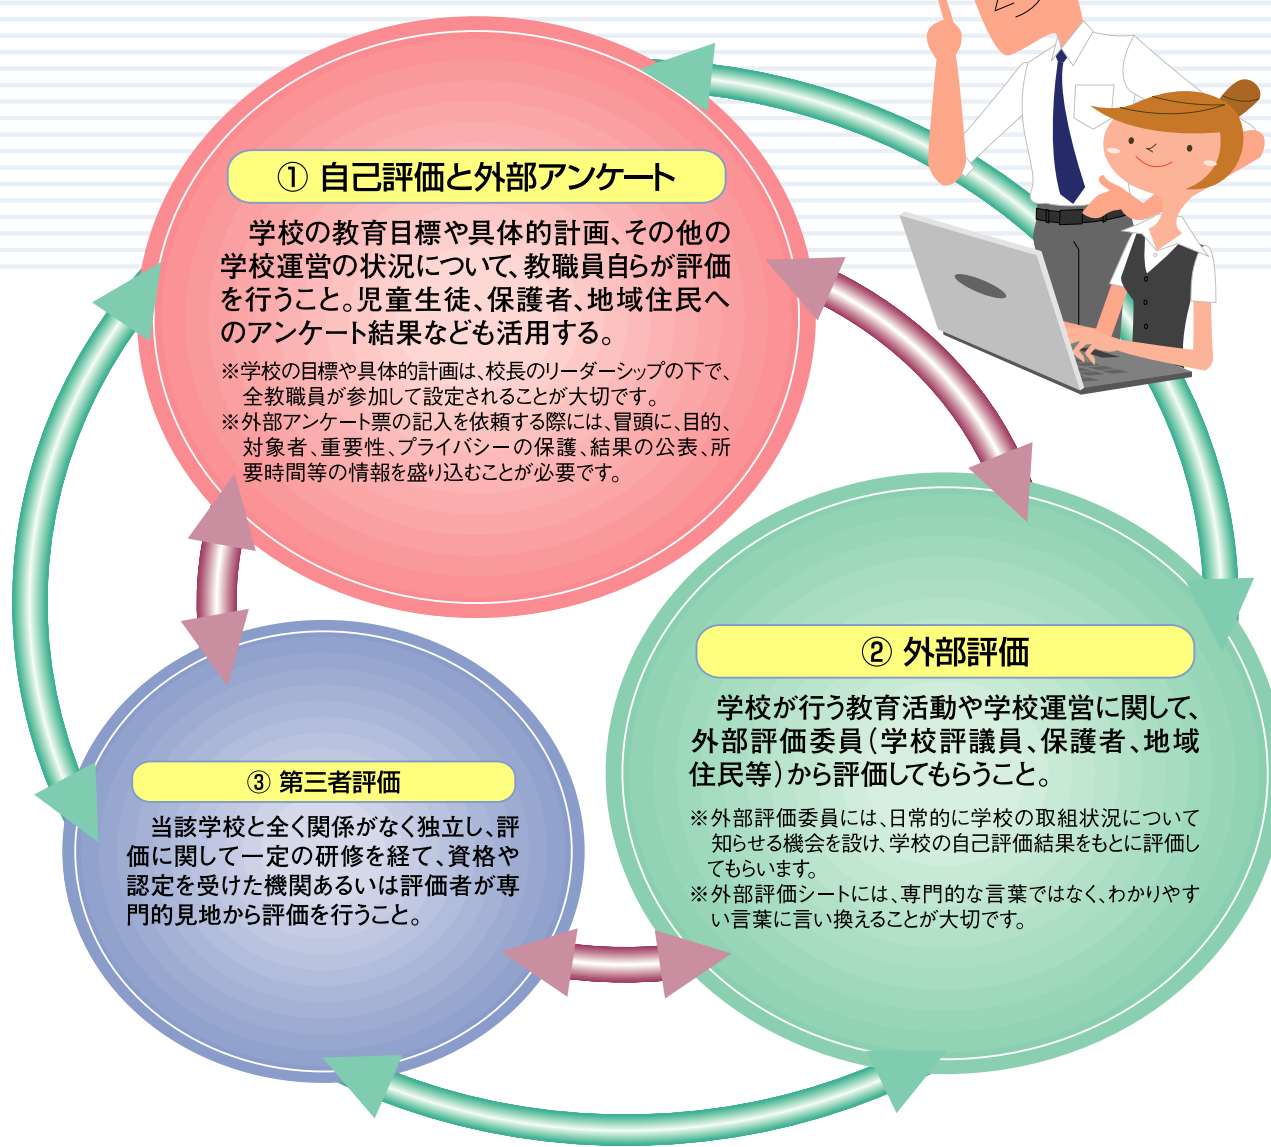 ① 自己評価と外部アンケート
学校の教育目標や具体的計画、その他の
学校運営の状況について、教職員自らが評価
を行うこと。児童生徒、保護者、地域住民へ
のアンケート結果なども活用する。
※学校の目標や具体的計画は、校長のリーダーシップの下で、
全教職員が参加して設定されることが大切です。
※外部アンケート票の記入を依頼する際には、冒頭に、目的、
対象者、重要性、プライバシーの保護、結果の公表、所
要時間等の情報を盛り込むことが必要です。
② 外部評価
学校が行う教育活動や学校運営に関して、
外部評価委員(学校評議員、保護者、地域
住民等)から評価してもらうこと。
※外部評価委員には、日常的に学校の取組状況について
知らせる機会を設け、学校の自己評価結果をもとに評価し
てもらいます。
※外部評価シートには、専門的な言葉ではなく、わかりやす
い言葉に言い換えることが大切です。
③ 第三者評価
当該学校と全く関係がなく独立し、評
価に関して一定の研修を経て、資格や
認定を受けた機関あるいは評価者が専
門的見地から評価を行うこと。